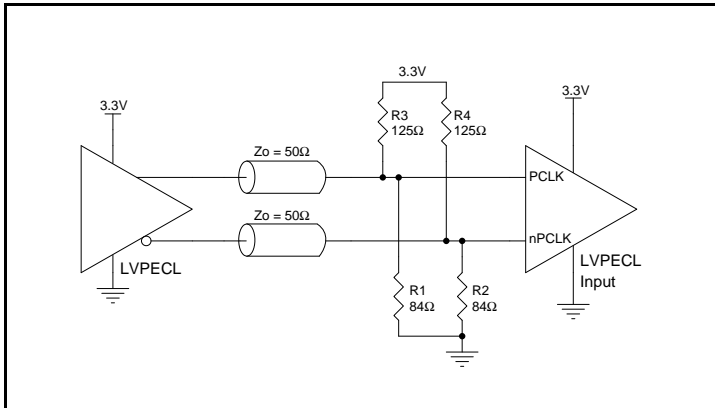 3.3V
3.3V
3.3V
R3
125Ω
R4
125Ω
Zo = 50Ω
PCLK
Zo = 50Ω
nPCLK
LVPECL
LVPECL
Input
R1
84Ω
R2
84Ω